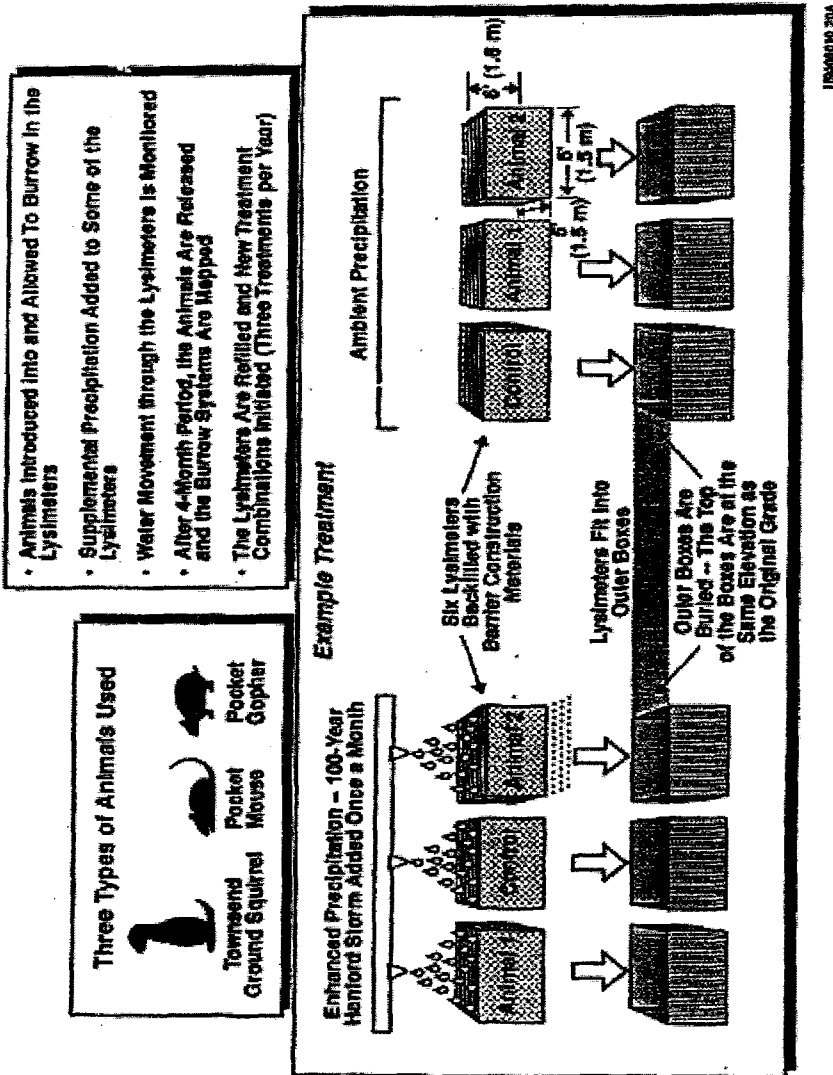 Three Types of Animals Used
Townsend
Ground Squirrel
Pocket
Mouse
Pocket
Gopher
• Animals Introduced into and Allowed To Burrow in the
Lysimeters
• Supplemental Precipitation Added to Some of the
Lysimeters
• Water Movement through the Lysimeters Is Monitored
• After 4-Month Period, the Animals Are Released
and the Burrow Systems Are Mapped
• The Lysimeters Are Refilled and New Treatment
Combinations Initiated (Three Treatments per Year)
Example Treatment
Enhanced Precipitation – 100-Year
Hanford Storm Added Once a Month
Ambient Precipitation
Animal 1
Control
Animal 2
Six Lysimeters
Backfilled with
Barrier Construction
Materials
Control
Animal 1
Animal 2
6' (1.8 m)
5'
(1.5 m)
5'
(1.5 m)
Lysimeters Fit Into
Outer Boxes
Outer Boxes Are
Buried -- The Top
of the Boxes Are at the
Same Elevation as
the Original Grade